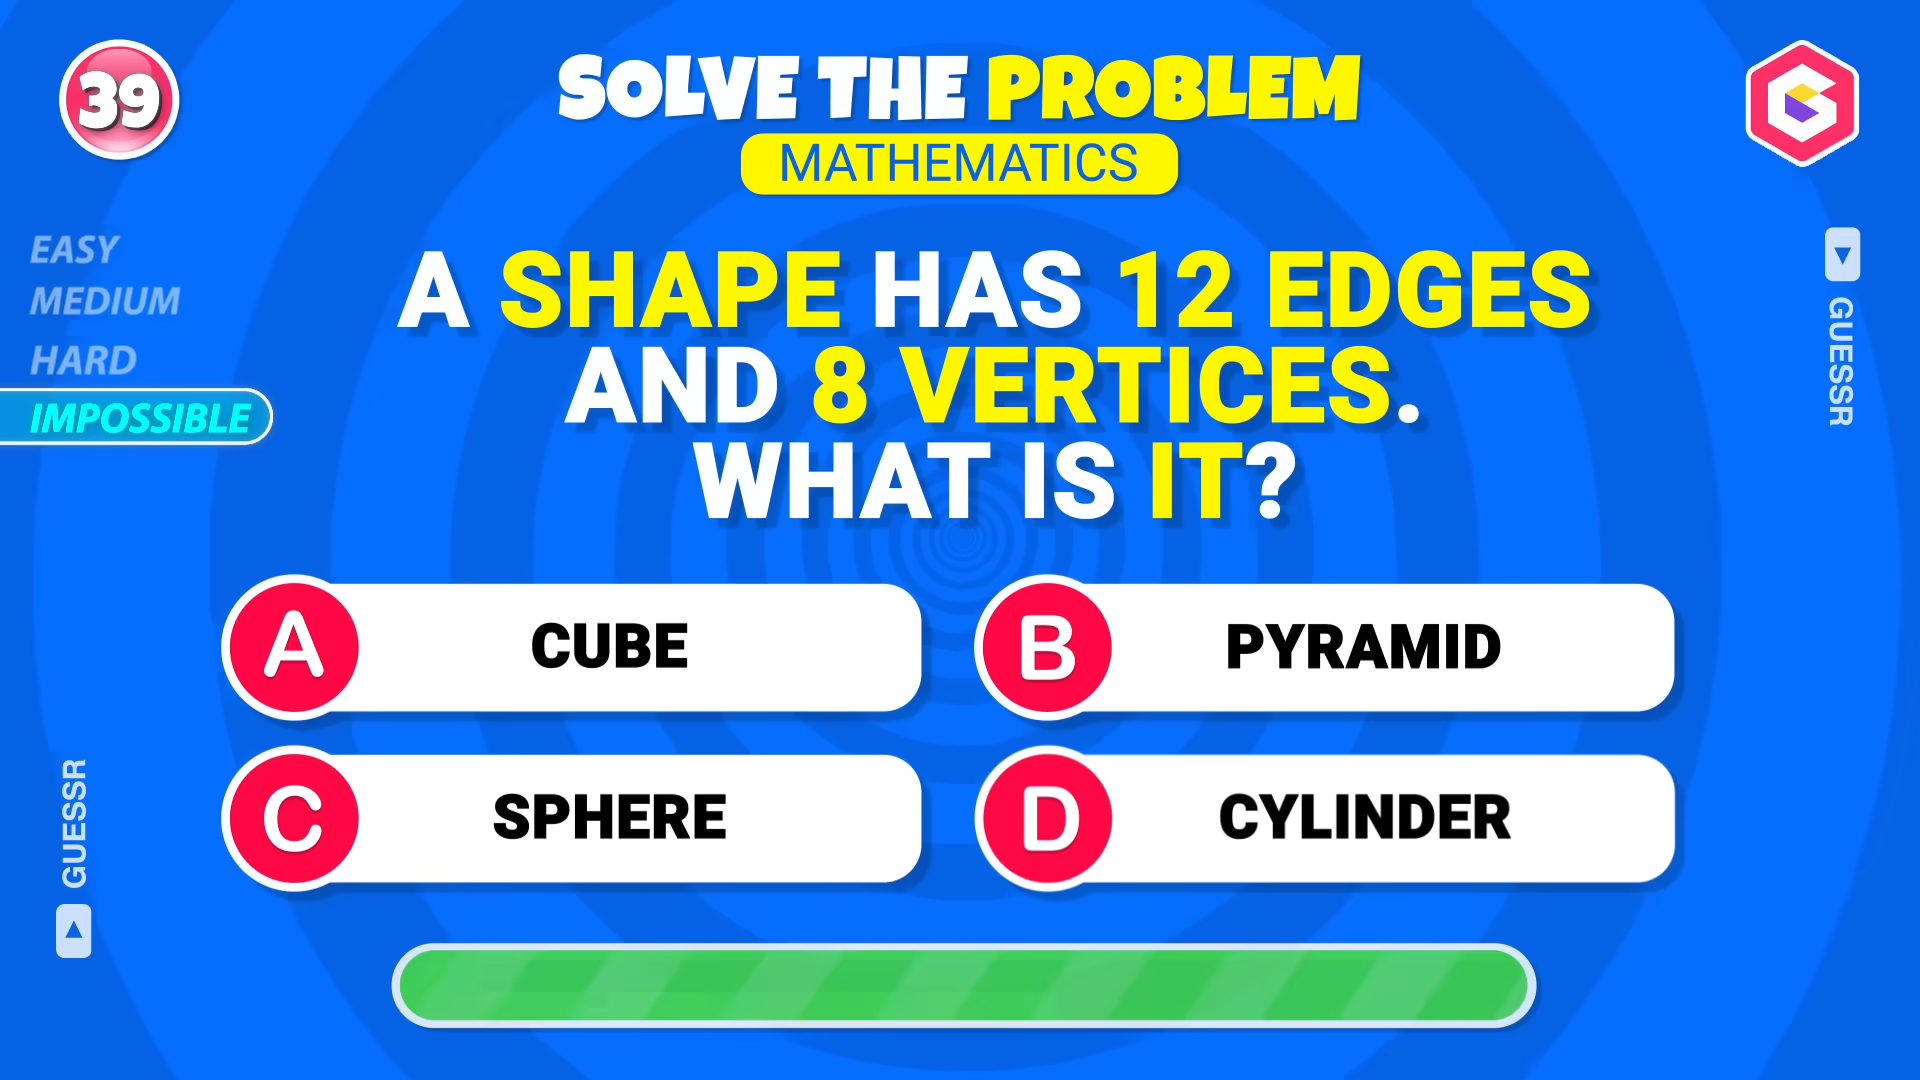 39
SOLVE THE PROBLEM
MATHEMATICS
G
EASY
MEDIUM
HARD
IMPOSSIBLE
A SHAPE HAS 12 EDGES
AND 8 VERTICES.
WHAT IS IT?
GUESSR
A CUBE
B PYRAMID
C SPHERE
D CYLINDER
GUESSR